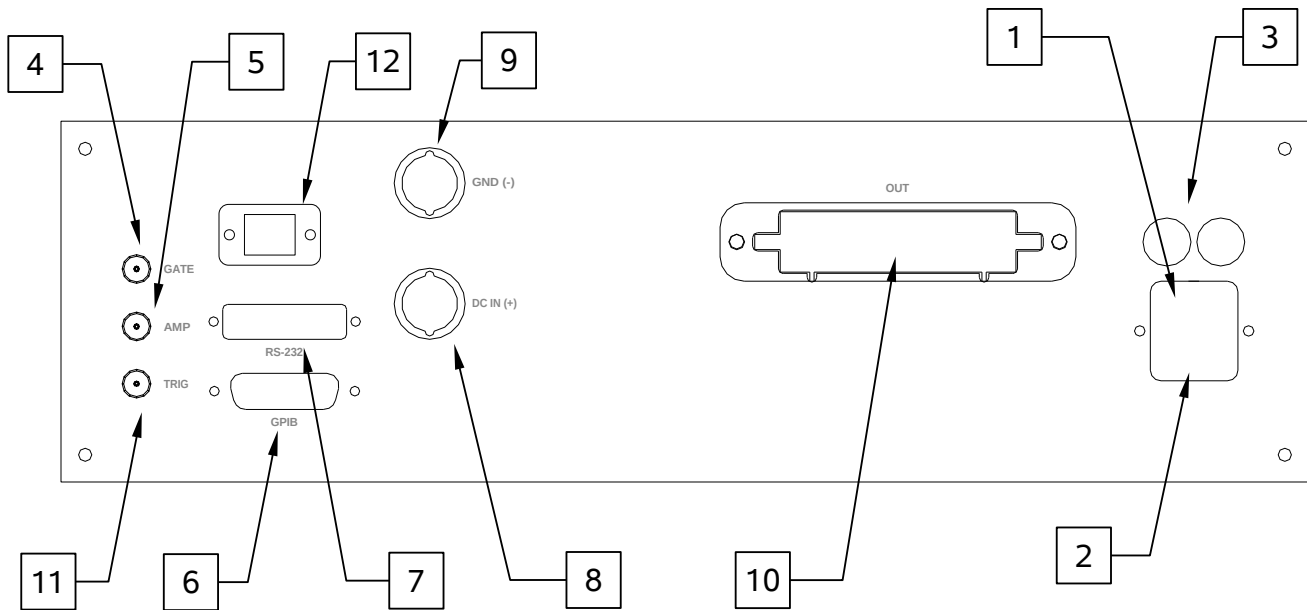 1
3
4
5
12
9
GND (-)
OUT
GATE
DC IN (+)
AMP
RS-232
TRIG
GPIB
11
6
7
8
10
2